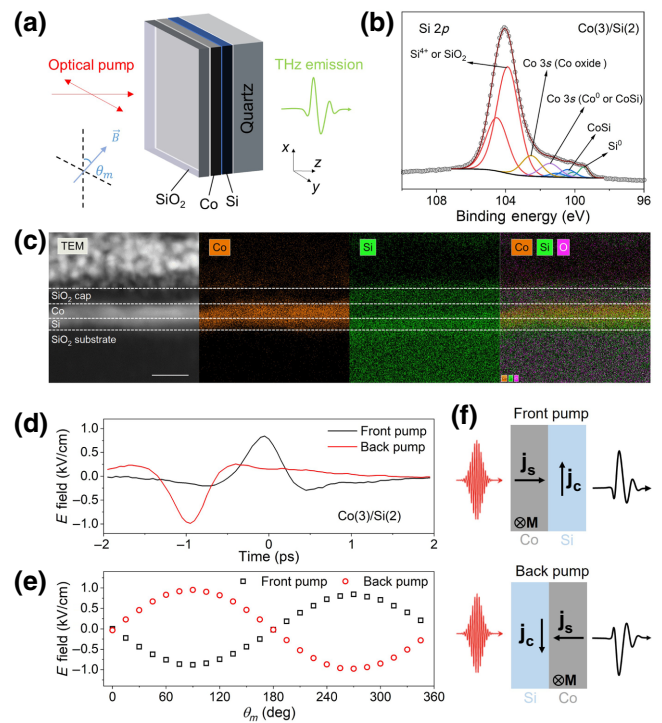 (a)
Optical pump
THz emission
Quartz
B
θm
x
z
y
SiO2
Co
Si
(b)
Si 2p
Co(3)/Si(2)
Si4+ or SiO2
Co 3s (Co oxide )
Co 3s (Co0 or CoSi)
CoSi
Si0
108
104
100
96
Binding energy (eV)
(c)
TEM
Co
Si
Co Si O
SiO2 cap
Co
Si
SiO2 substrate
(d)
E field (kV/cm)
1.0
0.5
0.0
−0.5
−1.0
Front pump
Back pump
Co(3)/Si(2)
−2
−1
0
1
2
Time (ps)
(e)
E field (kV/cm)
1.0
0.5
0.0
−0.5
−1.0
Front pump
Back pump
0
60
120
180
240
300
360
θm (deg)
(f)
Front pump
js
jc
⊗M
Co
Si
Back pump
jc
js
⊗M
Si
Co